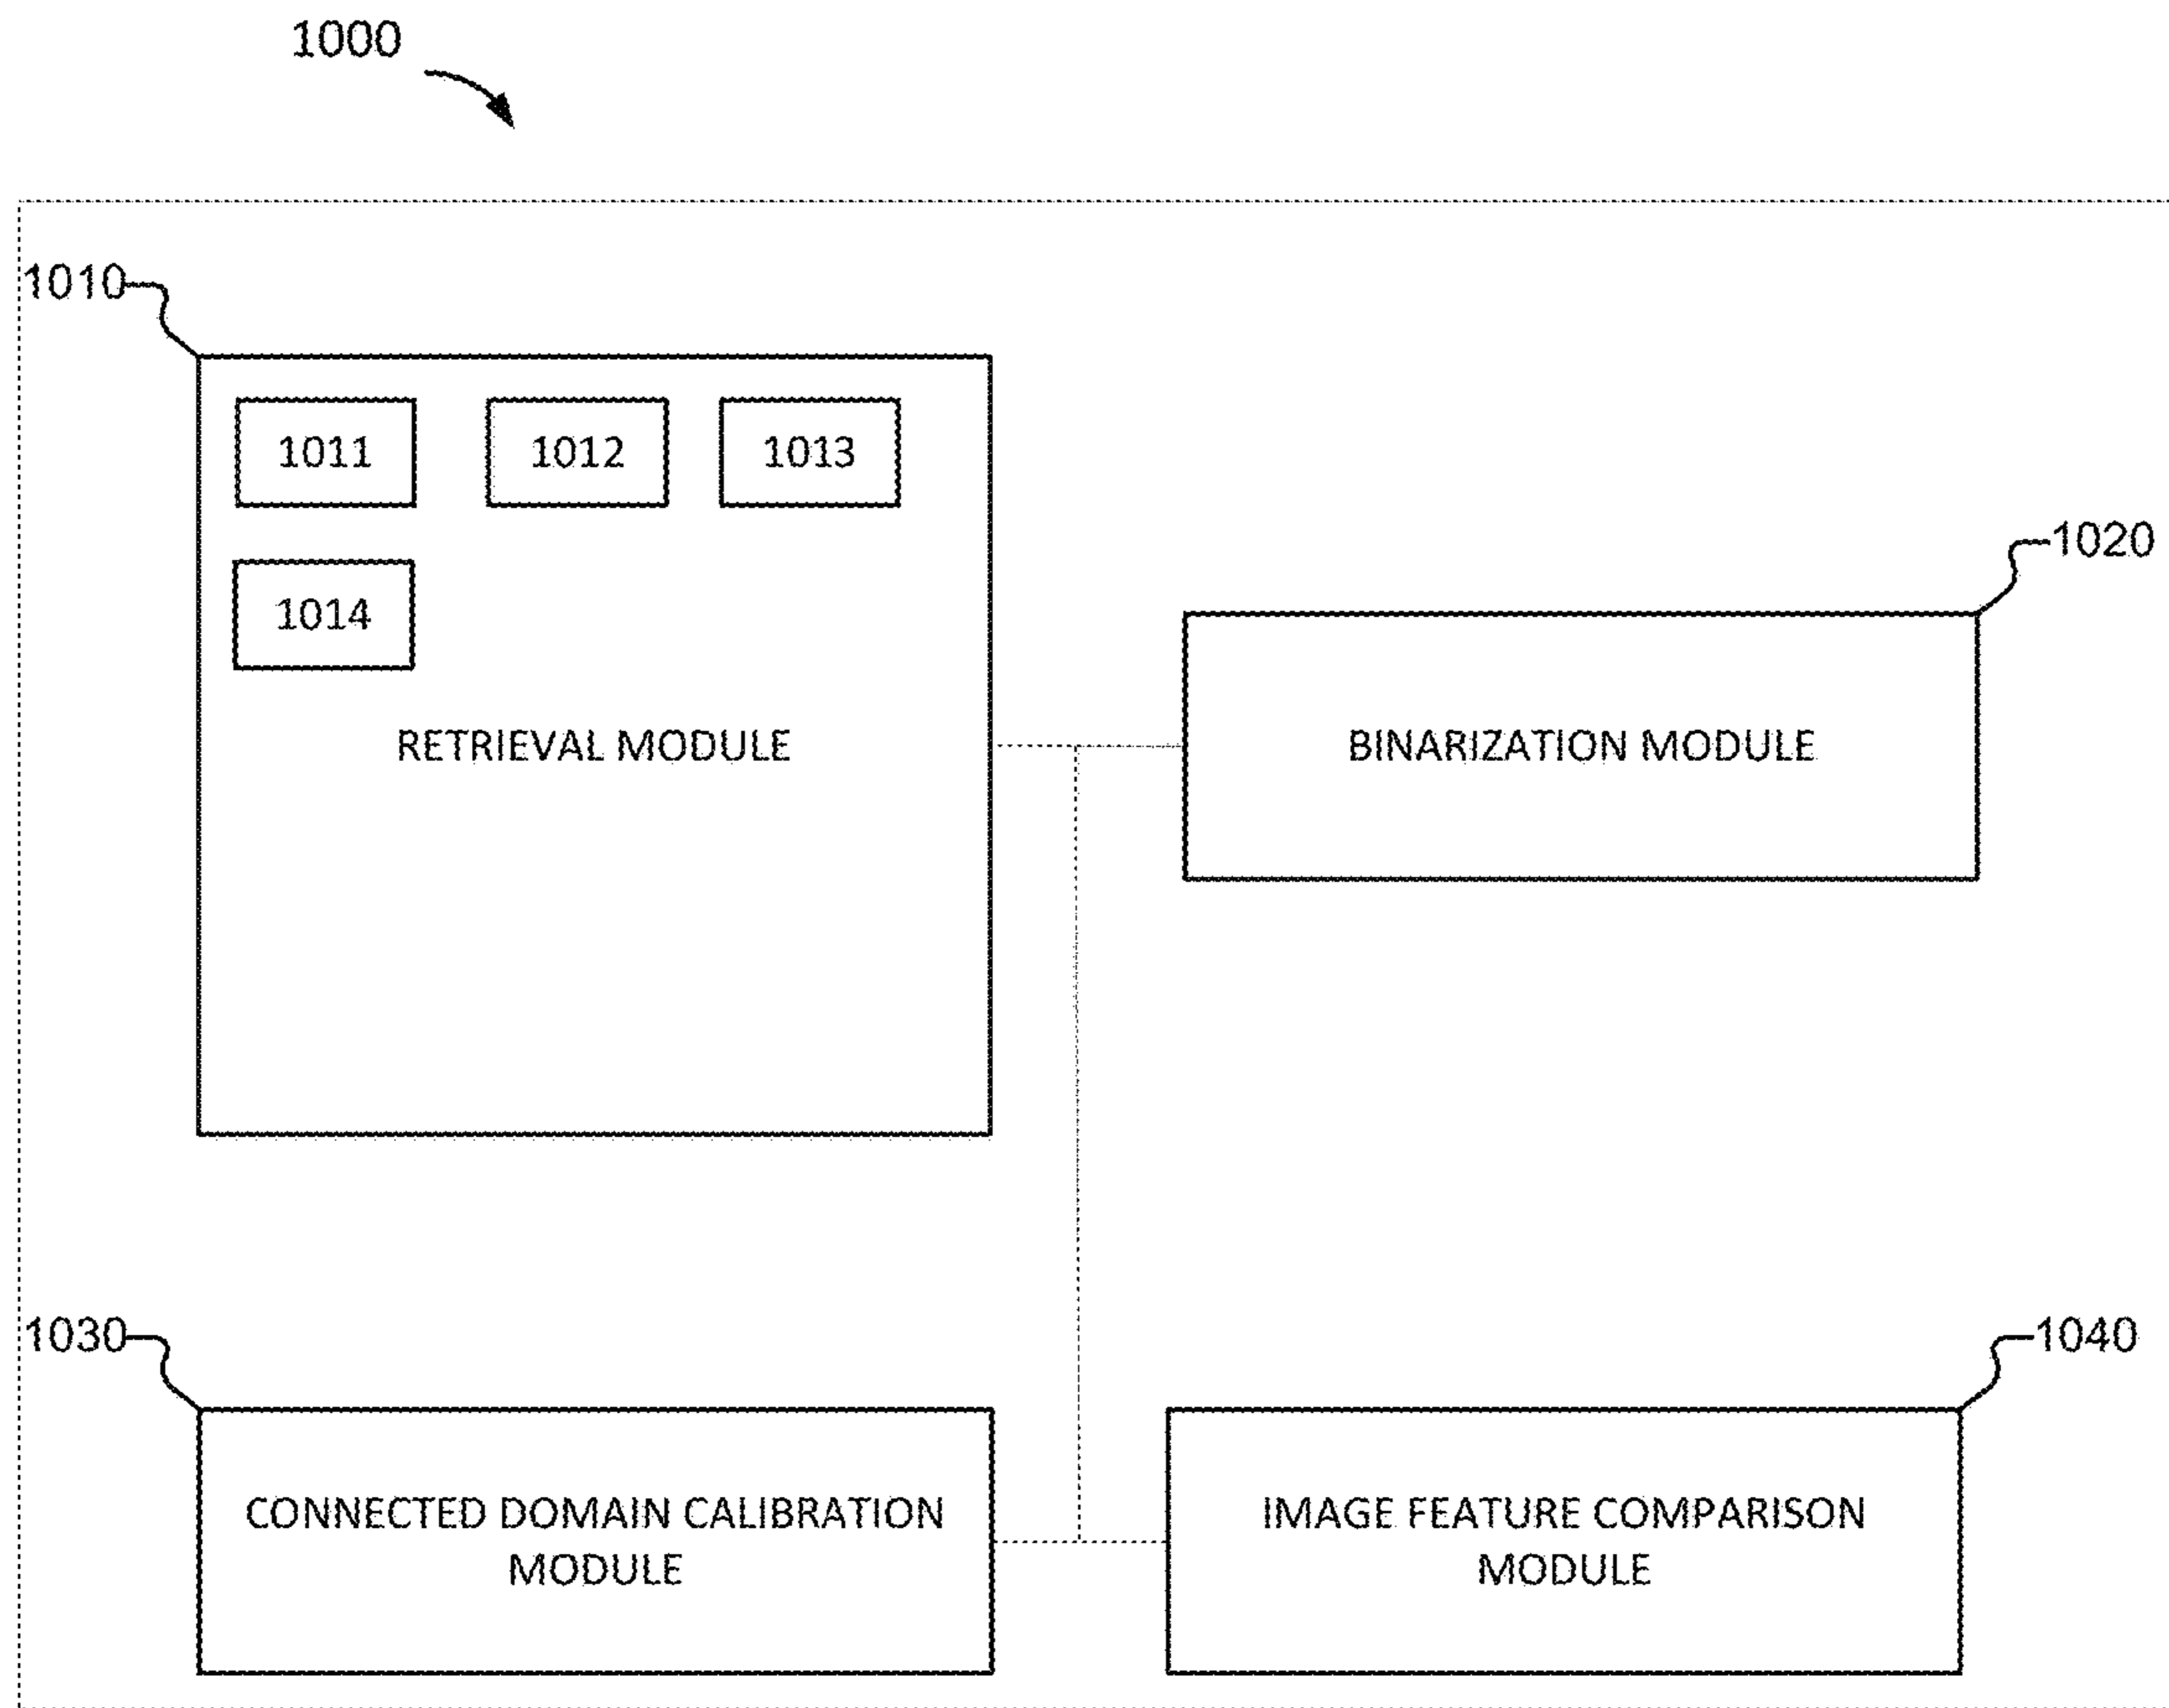 1000
1010
1011 1012 1013
1014
1020
RETRIEVAL MODULE
BINARIZATION MODULE
1030
1040
CONNECTED DOMAIN CALIBRATION
MODULE
IMAGE FEATURE COMPARISON
MODULE